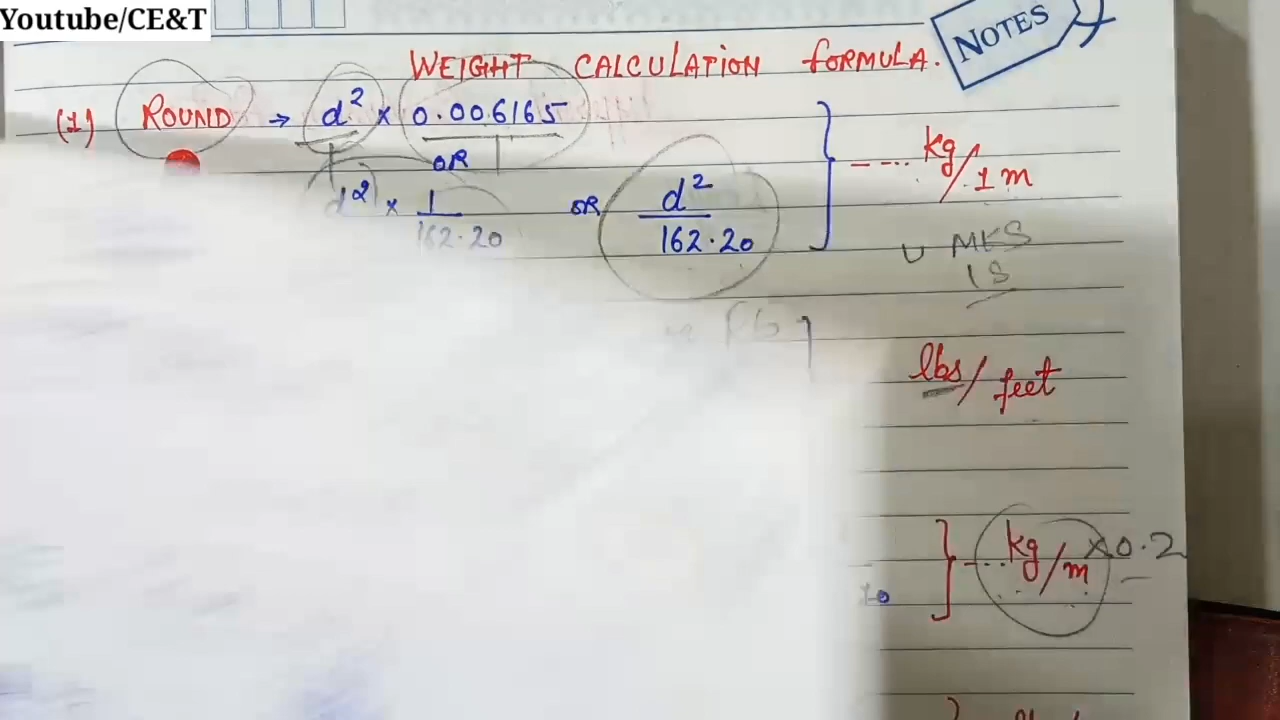 Youtube/CE&T
NOTES
WEIGHT CALCULATION FORMULA.
(1) ROUND → d² × 0.006165
OR
d² × 1/162.20 OR d²/162.20
---- kg/1m
MKS
lbs/feet
---- kg/m × 0.2